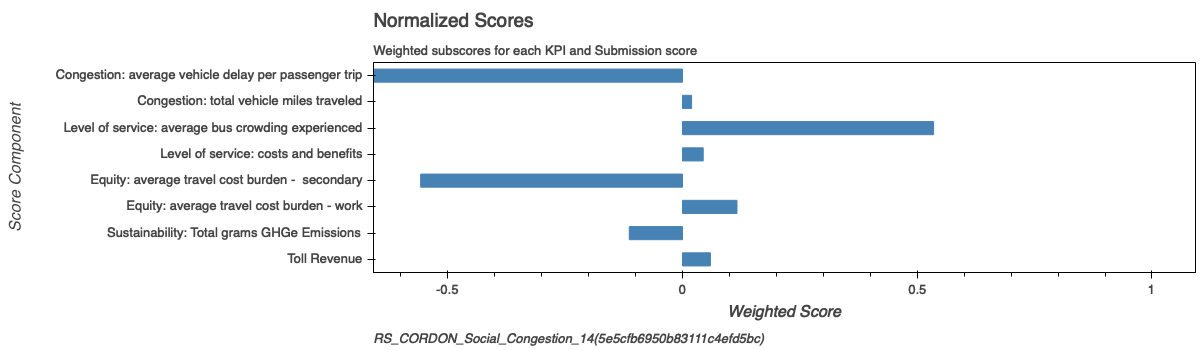 Normalized Scores
Weighted subscores for each KPI and Submission score
Score Component
Congestion: average vehicle delay per passenger trip
Congestion: total vehicle miles traveled
Level of service: average bus crowding experienced
Level of service: costs and benefits
Equity: average travel cost burden - secondary
Equity: average travel cost burden - work
Sustainability: Total grams GHGe Emissions
Toll Revenue
-0.5 0 0.5 1
Weighted Score
RS_CORDON_Social_Congestion_14(5e5cfb6950b83111c4efd5bc)